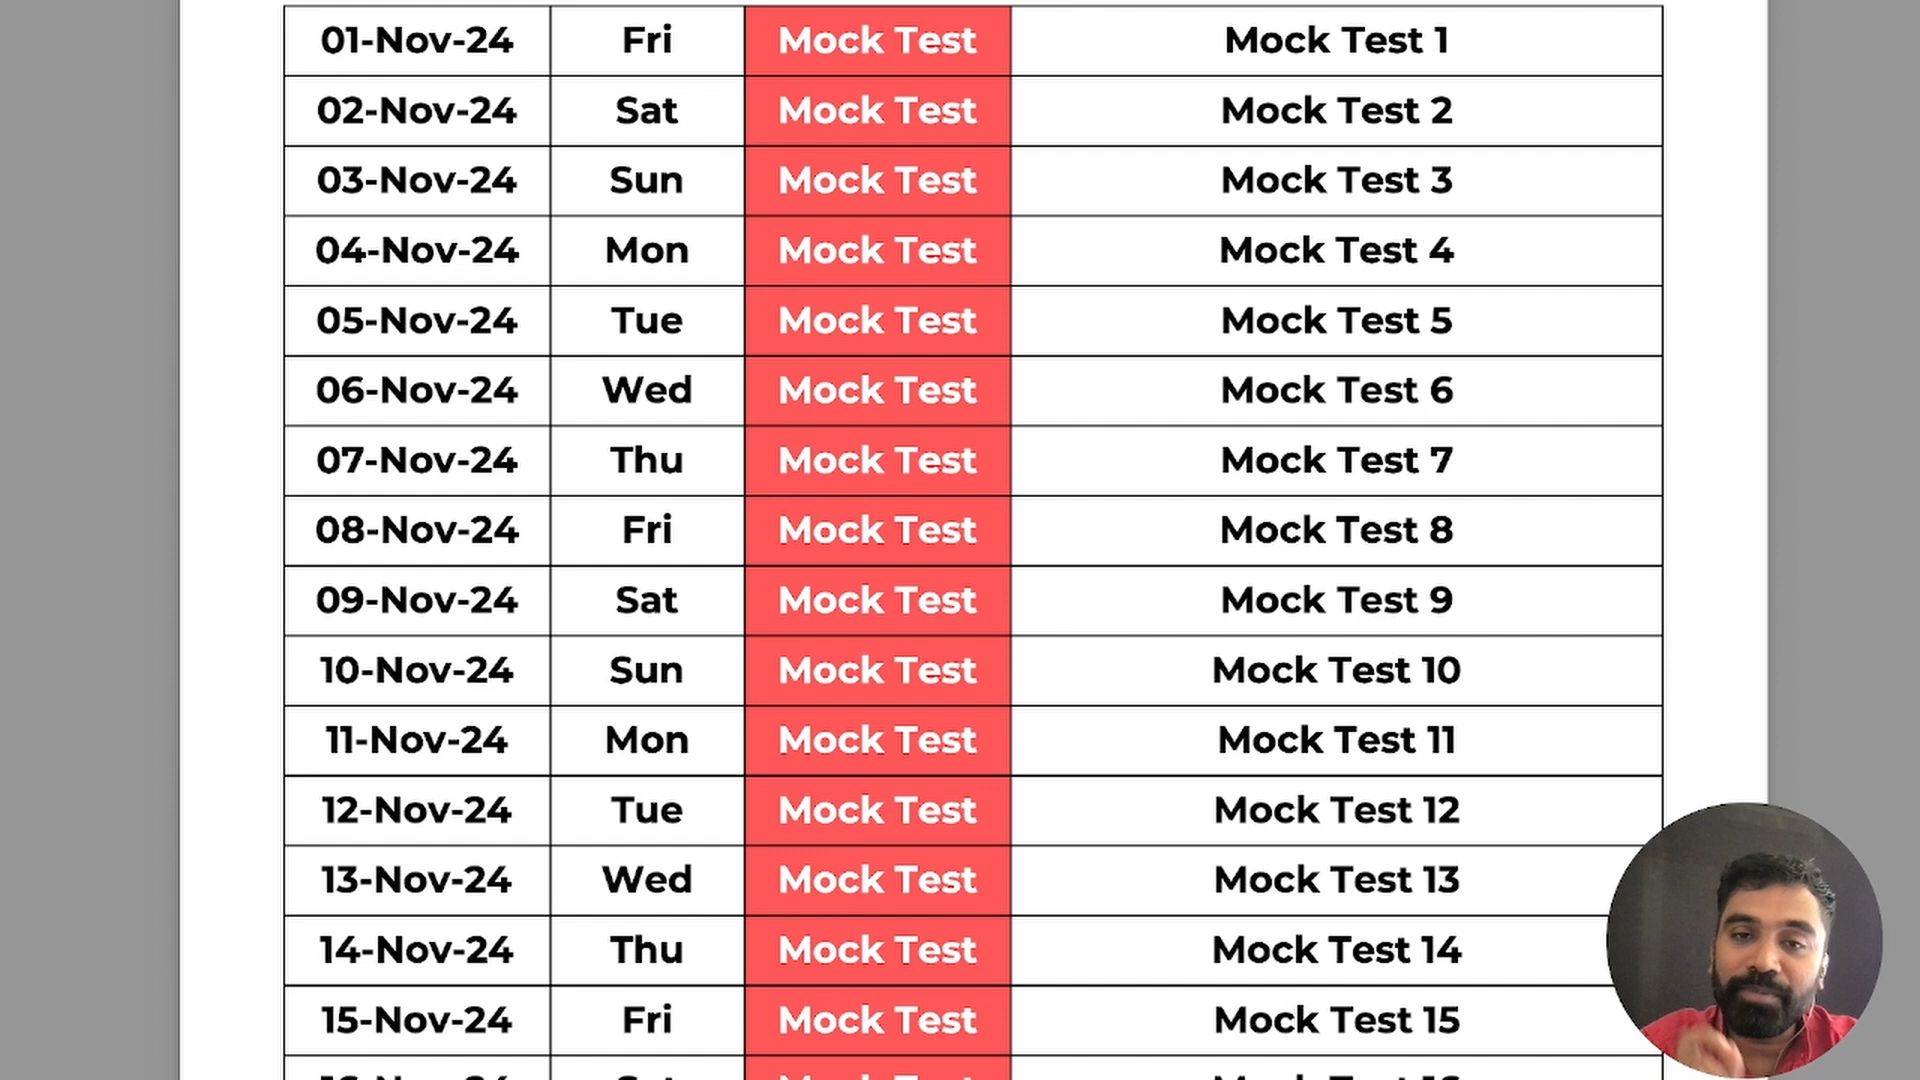 01-Nov-24 Fri Mock Test Mock Test 1
02-Nov-24 Sat Mock Test Mock Test 2
03-Nov-24 Sun Mock Test Mock Test 3
04-Nov-24 Mon Mock Test Mock Test 4
05-Nov-24 Tue Mock Test Mock Test 5
06-Nov-24 Wed Mock Test Mock Test 6
07-Nov-24 Thu Mock Test Mock Test 7
08-Nov-24 Fri Mock Test Mock Test 8
09-Nov-24 Sat Mock Test Mock Test 9
10-Nov-24 Sun Mock Test Mock Test 10
11-Nov-24 Mon Mock Test Mock Test 11
12-Nov-24 Tue Mock Test Mock Test 12
13-Nov-24 Wed Mock Test Mock Test 13
14-Nov-24 Thu Mock Test Mock Test 14
15-Nov-24 Fri Mock Test Mock Test 15